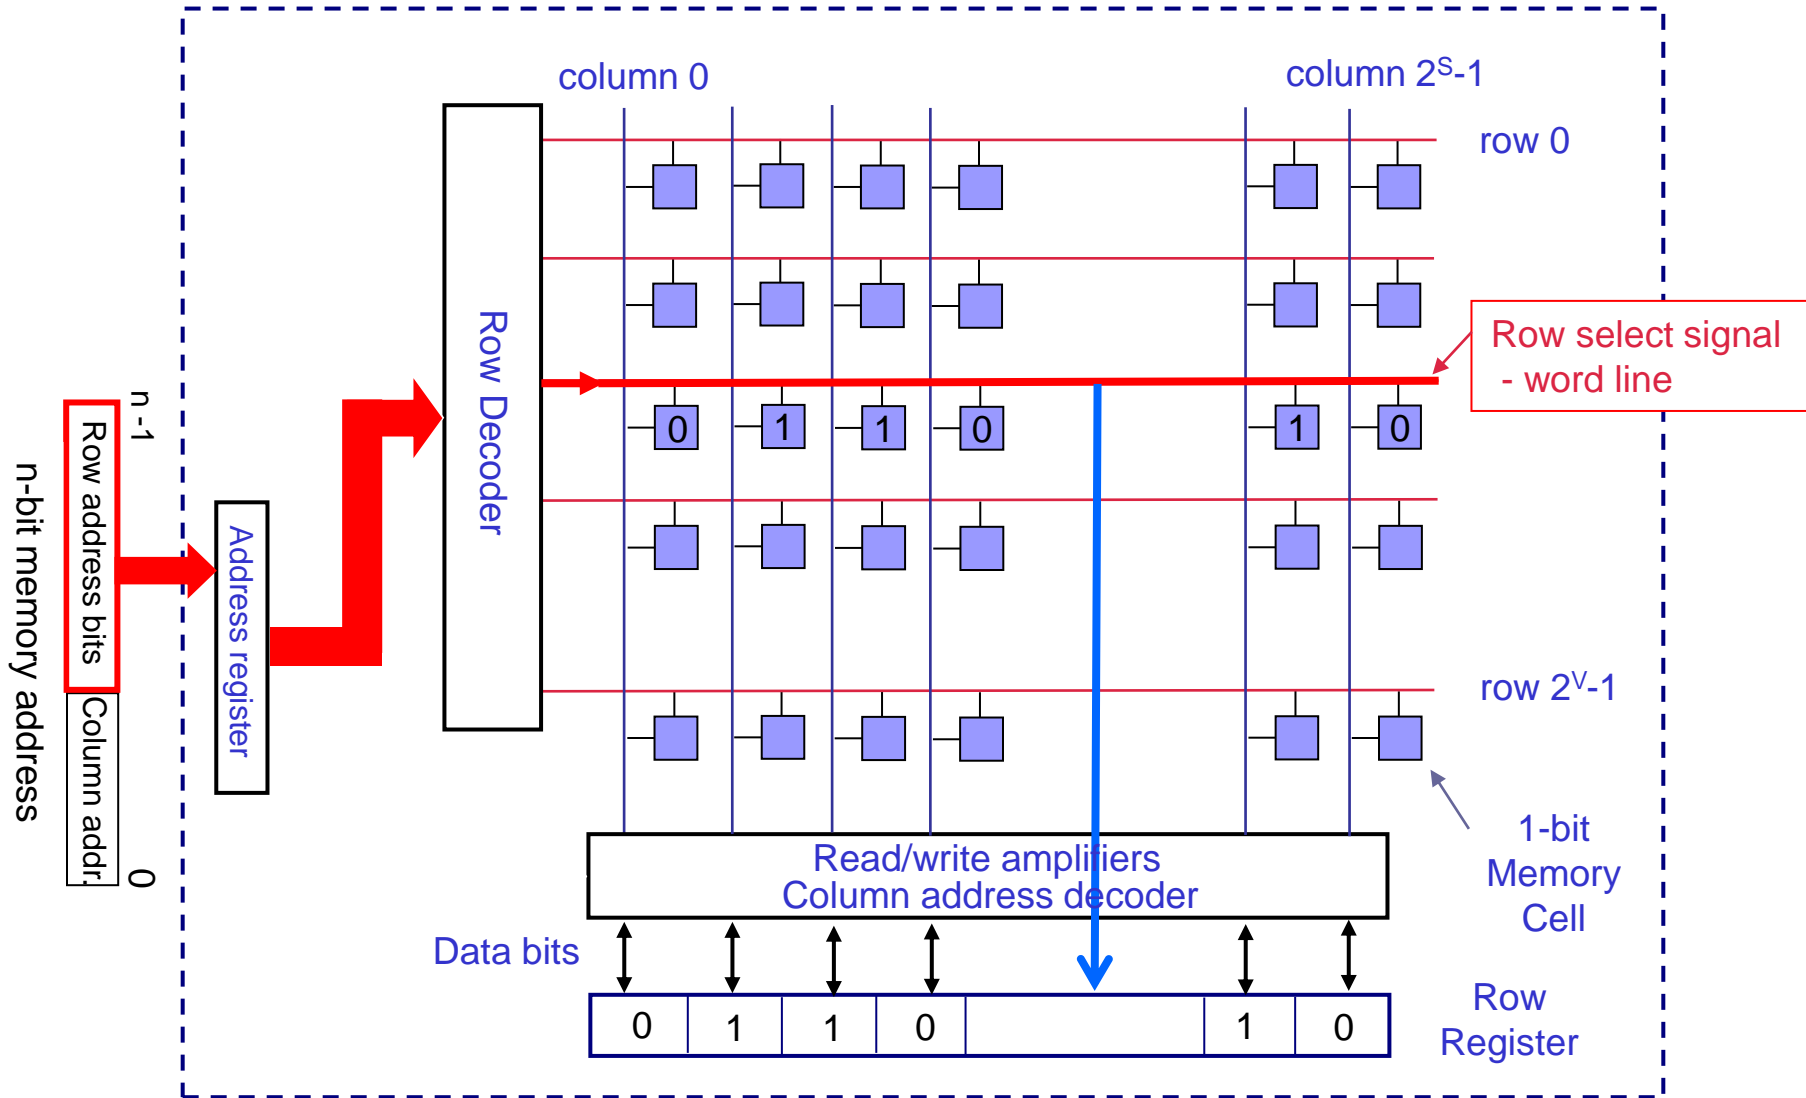 column 0
column 2^S-1
row 0
Row Decoder
Row select signal
- word line
0 1 1 0 1 0
n -1
Row address bits
Column addr.
0
n-bit memory address
Address register
row 2^V-1
Read/write amplifiers
Column address decoder
1-bit
Memory
Cell
Data bits
0 1 1 0 1 0
Row
Register